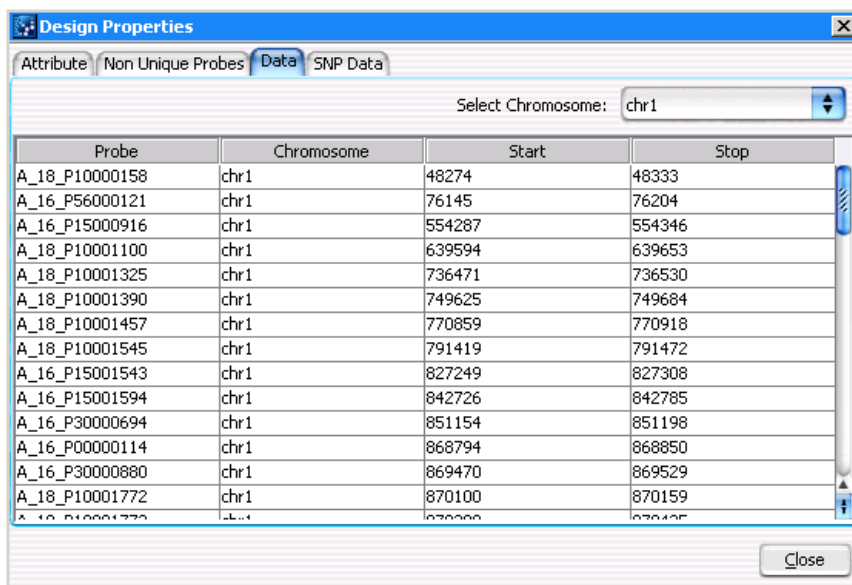 Design Properties
Attribute Non Unique Probes Data SNP Data
Select Chromosome: chr1
Probe Chromosome Start Stop
A_18_P10000158 chr1 48274 48333
A_16_P56000121 chr1 76145 76204
A_16_P15000916 chr1 554287 554346
A_18_P10001100 chr1 639594 639653
A_18_P10001325 chr1 736471 736530
A_18_P10001390 chr1 749625 749684
A_18_P10001457 chr1 770859 770918
A_18_P10001545 chr1 791419 791472
A_16_P15001543 chr1 827249 827308
A_16_P15001594 chr1 842726 842785
A_16_P30000694 chr1 851154 851198
A_16_P00000114 chr1 868794 868850
A_16_P30000880 chr1 869470 869529
A_18_P10001772 chr1 870100 870159
Close